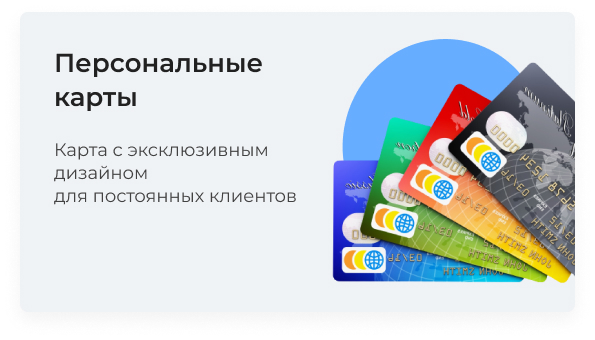 Персональные
карты
Карта с эксклюзивным
дизайном
для постоянных клиентов